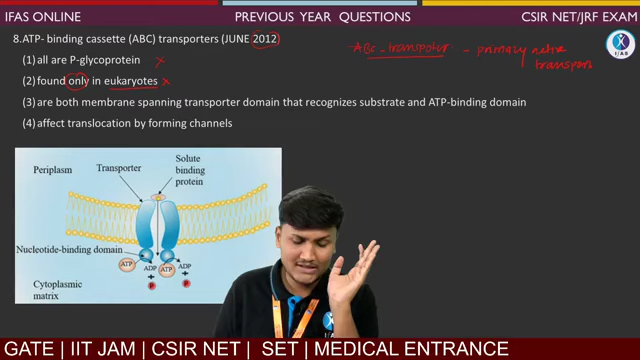 IFAS ONLINE PREVIOUS YEAR QUESTIONS CSIR NET/JRF EXAM
8.ATP- binding cassette (ABC) transporters (JUNE 2012)
ABC-transpoter - primary active transpors
(1) all are P-glycoprotein ×
(2) found only in eukaryotes ×
(3) are both membrane spanning transporter domain that recognizes substrate and ATP-binding domain
(4) affect translocation by forming channels
IFAS
Periplasm
Transporter
Solute
binding
protein
Nucleotide-binding domain
ATP
ADP
+
P
ATP
ADP
+
P
Cytoplasmic
matrix
GATE | IIT JAM | CSIR NET | SET | MEDICAL ENTRANCE